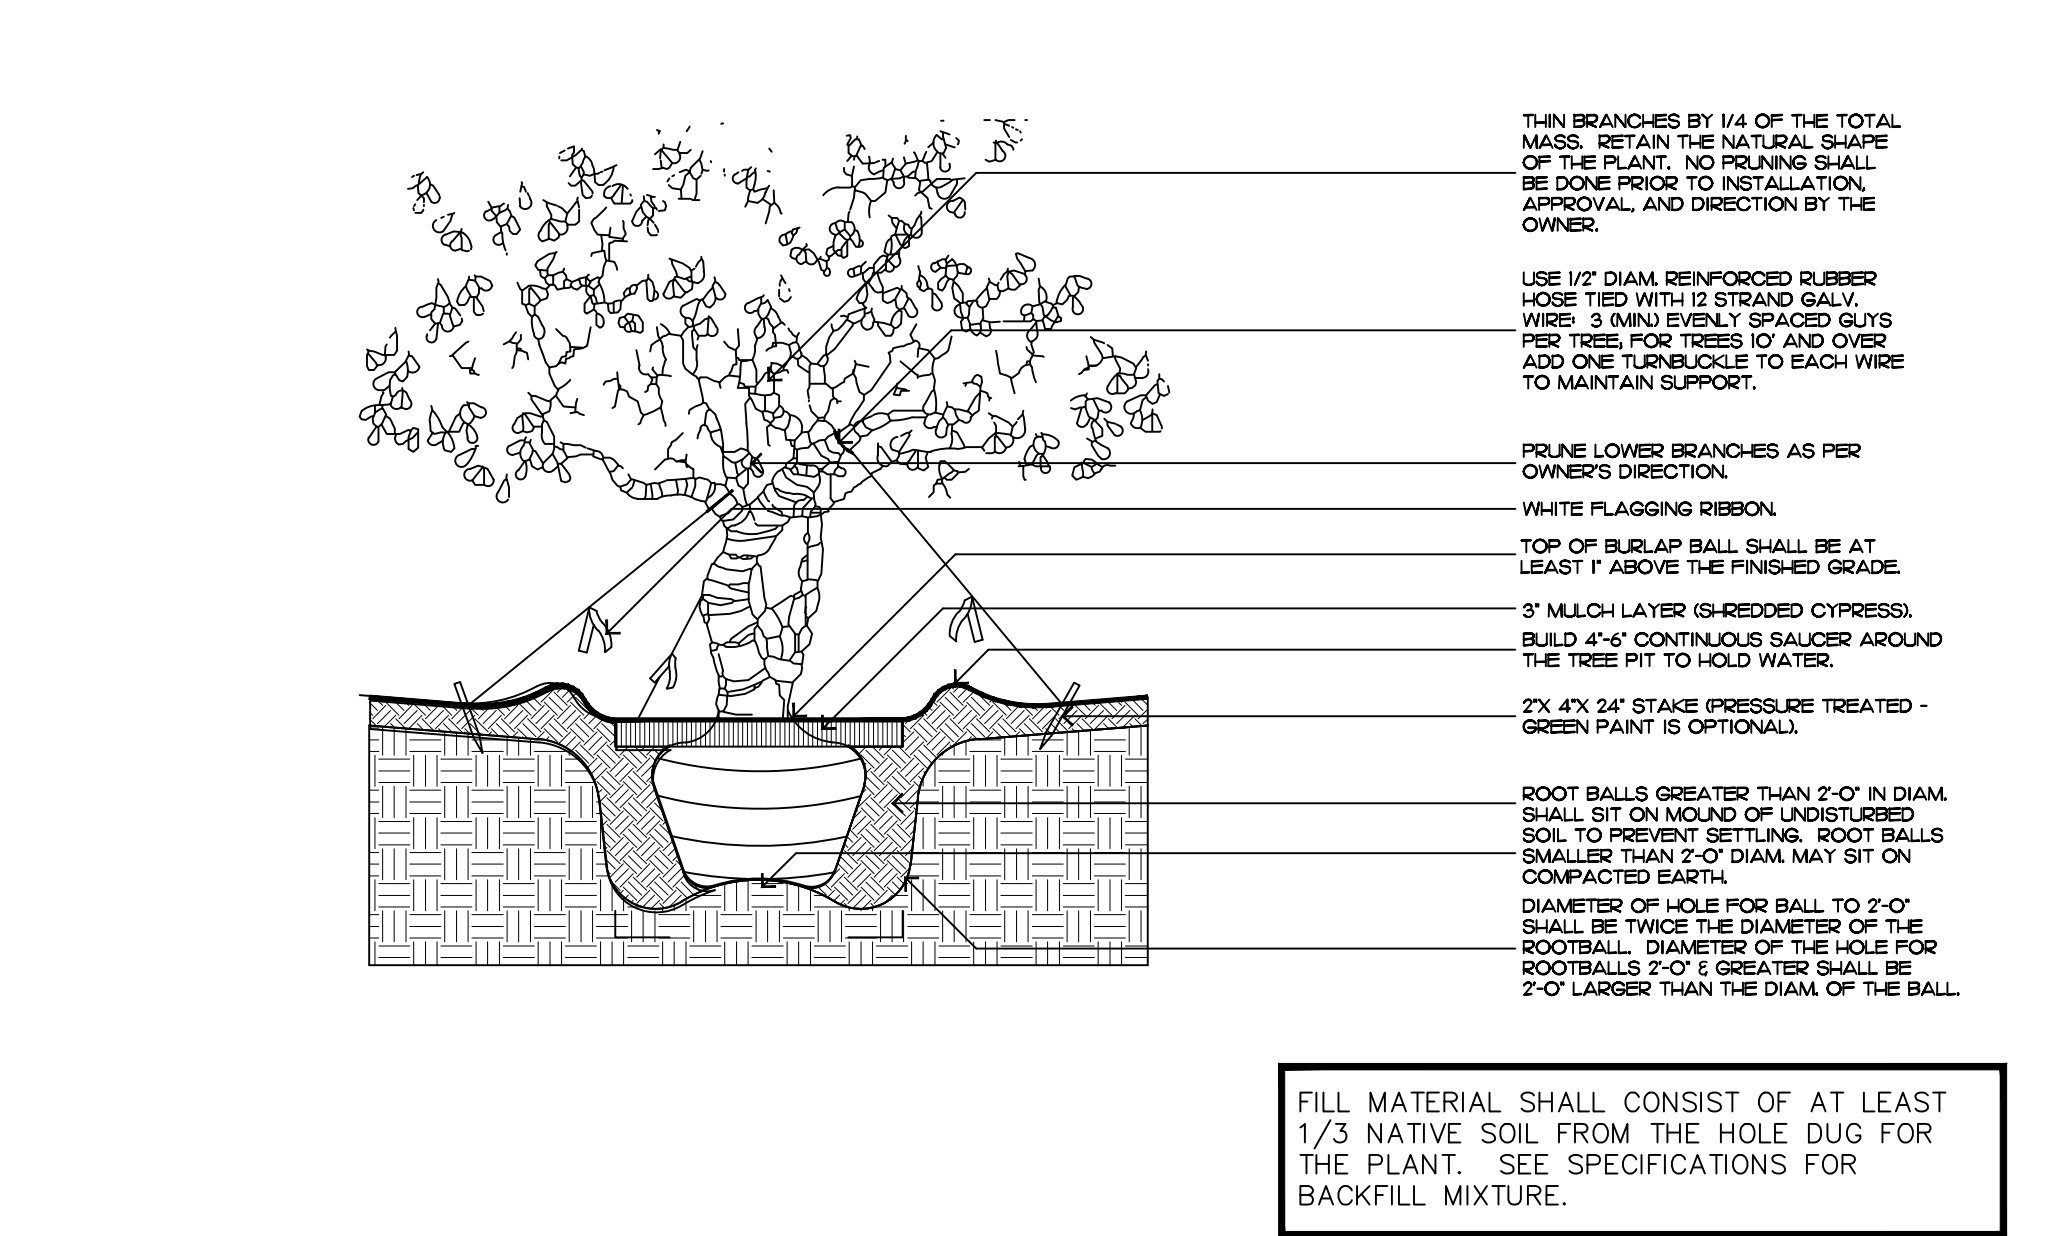 THIN BRANCHES BY 1/4 OF THE TOTAL
MASS. RETAIN THE NATURAL SHAPE
OF THE PLANT. NO PRUNING SHALL
BE DONE PRIOR TO INSTALLATION,
APPROVAL, AND DIRECTION BY THE
OWNER.
USE 1/2" DIAM. REINFORCED RUBBER
HOSE TIED WITH 12 STRAND GALV.
WIRE: 3 (MIN.) EVENLY SPACED GUYS
PER TREE; FOR TREES 10' AND OVER
ADD ONE TURNBUCKLE TO EACH WIRE
TO MAINTAIN SUPPORT.
PRUNE LOWER BRANCHES AS PER
OWNER'S DIRECTION.
WHITE FLAGGING RIBBON.
TOP OF BURLAP BALL SHALL BE AT
LEAST 1" ABOVE THE FINISHED GRADE.
3" MULCH LAYER (SHREDDED CYPRESS).
BUILD 4"-6" CONTINUOUS SAUCER AROUND
THE TREE PIT TO HOLD WATER.
2"X 4"X 24" STAKE (PRESSURE TREATED -
GREEN PAINT IS OPTIONAL).
ROOT BALLS GREATER THAN 2'-0" IN DIAM.
SHALL SIT ON MOUND OF UNDISTURBED
SOIL TO PREVENT SETTLING. ROOT BALLS
SMALLER THAN 2'-0" DIAM. MAY SIT ON
COMPACTED EARTH.
DIAMETER OF HOLE FOR BALL TO 2'-0"
SHALL BE TWICE THE DIAMETER OF THE
ROOTBALL. DIAMETER OF THE HOLE FOR
ROOTBALLS 2'-0" & GREATER SHALL BE
2'-0" LARGER THAN THE DIAM. OF THE BALL.
FILL MATERIAL SHALL CONSIST OF AT LEAST
1/3 NATIVE SOIL FROM THE HOLE DUG FOR
THE PLANT. SEE SPECIFICATIONS FOR
BACKFILL MIXTURE.